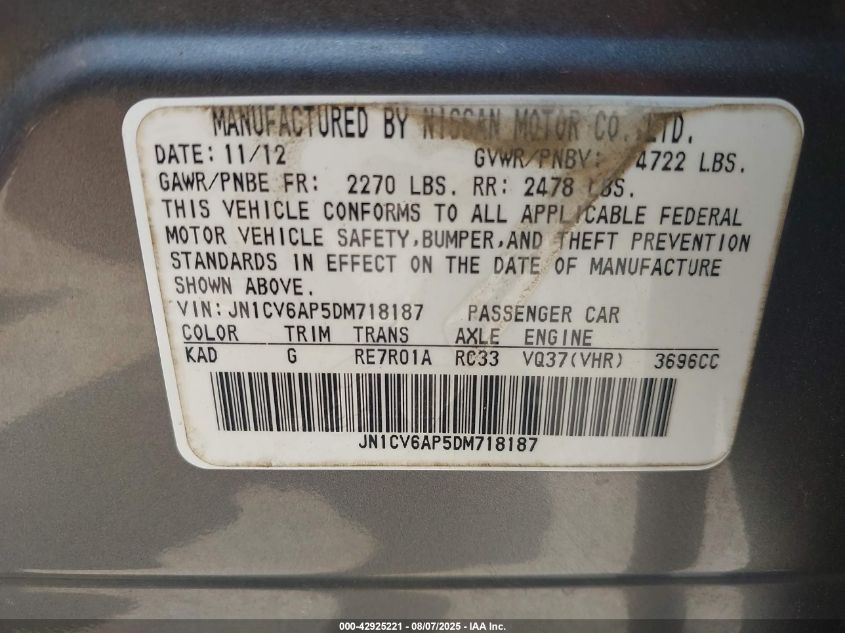 MANUFACTURED BY NISSAN MOTOR CO., LTD.
DATE: 11/12 GVWR/PNBV: 4722 LBS.
GAWR/PNBE FR: 2270 LBS. RR: 2478 LBS.
THIS VEHICLE CONFORMS TO ALL APPLICABLE FEDERAL
MOTOR VEHICLE SAFETY,BUMPER,AND THEFT PREVENTION
STANDARDS IN EFFECT ON THE DATE OF MANUFACTURE
SHOWN ABOVE.
VIN: JN1CV6AP5DM718187 PASSENGER CAR
COLOR TRIM TRANS AXLE ENGINE
KAD G RE7R01A RC33 VQ37(VHR) 3696CC
JN1CV6AP5DM718187
000-42925221 - 08/07/2025 - IAA Inc.